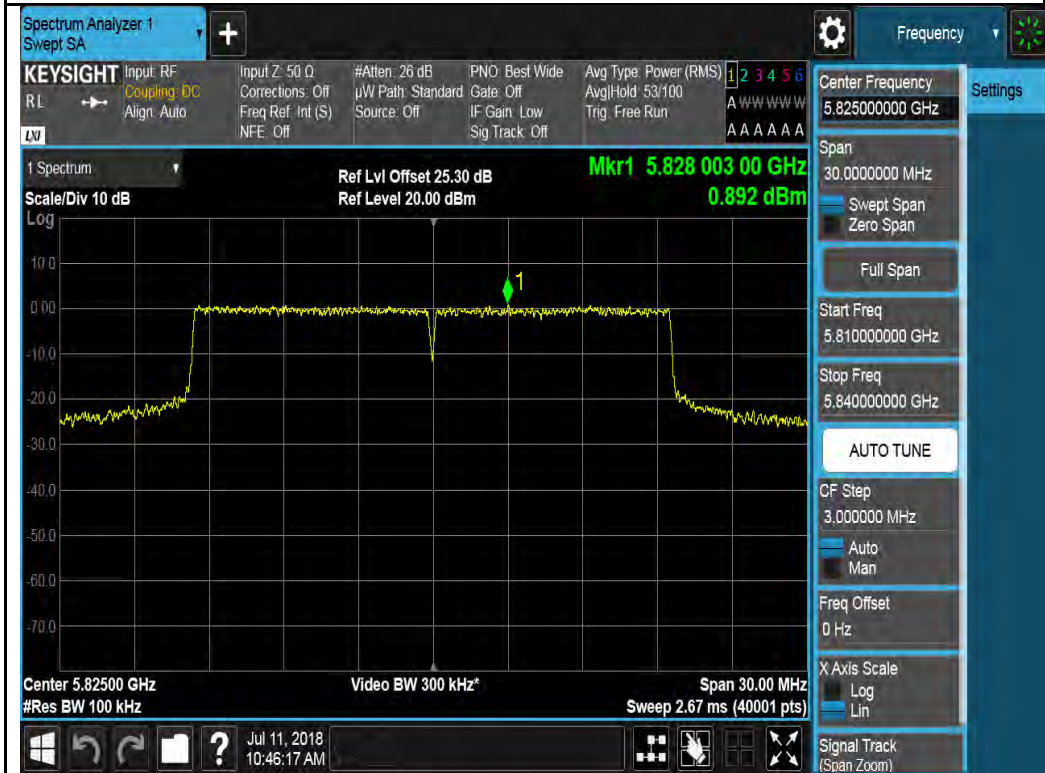 Spectrum Analyzer 1
Swept SA
+
Frequency
KEYSIGHT
RL
LXI
Input: RF
Coupling: DC
Align: Auto
Input Z: 50 Ω
Corrections: Off
Freq Ref: Int (S)
NFE: Off
#Atten: 26 dB
µW Path: Standard
Source: Off
PNO: Best Wide
Gate: Off
IF Gain: Low
Sig Track: Off
Avg Type: Power (RMS)
Avg|Hold: 53/100
Trig: Free Run
1 2 3 4 5 6
A W W W W W
A A A A A A
Center Frequency
5.825000000 GHz
Settings
1 Spectrum
Scale/Div 10 dB
Ref Lvl Offset 25.30 dB
Ref Level 20.00 dBm
Mkr1 5.828 003 00 GHz
0.892 dBm
Log
10.0
0.00
-10.0
-20.0
-30.0
-40.0
-50.0
-60.0
-70.0
1
Center 5.82500 GHz
#Res BW 100 kHz
Video BW 300 kHz*
Span 30.00 MHz
Sweep 2.67 ms (40001 pts)
Span
30.0000000 MHz
Swept Span
Zero Span
Full Span
Start Freq
5.810000000 GHz
Stop Freq
5.840000000 GHz
AUTO TUNE
CF Step
3.000000 MHz
Auto
Man
Freq Offset
0 Hz
X Axis Scale
Log
Lin
Signal Track
(Span Zoom)
?
Jul 11, 2018
10:46:17 AM